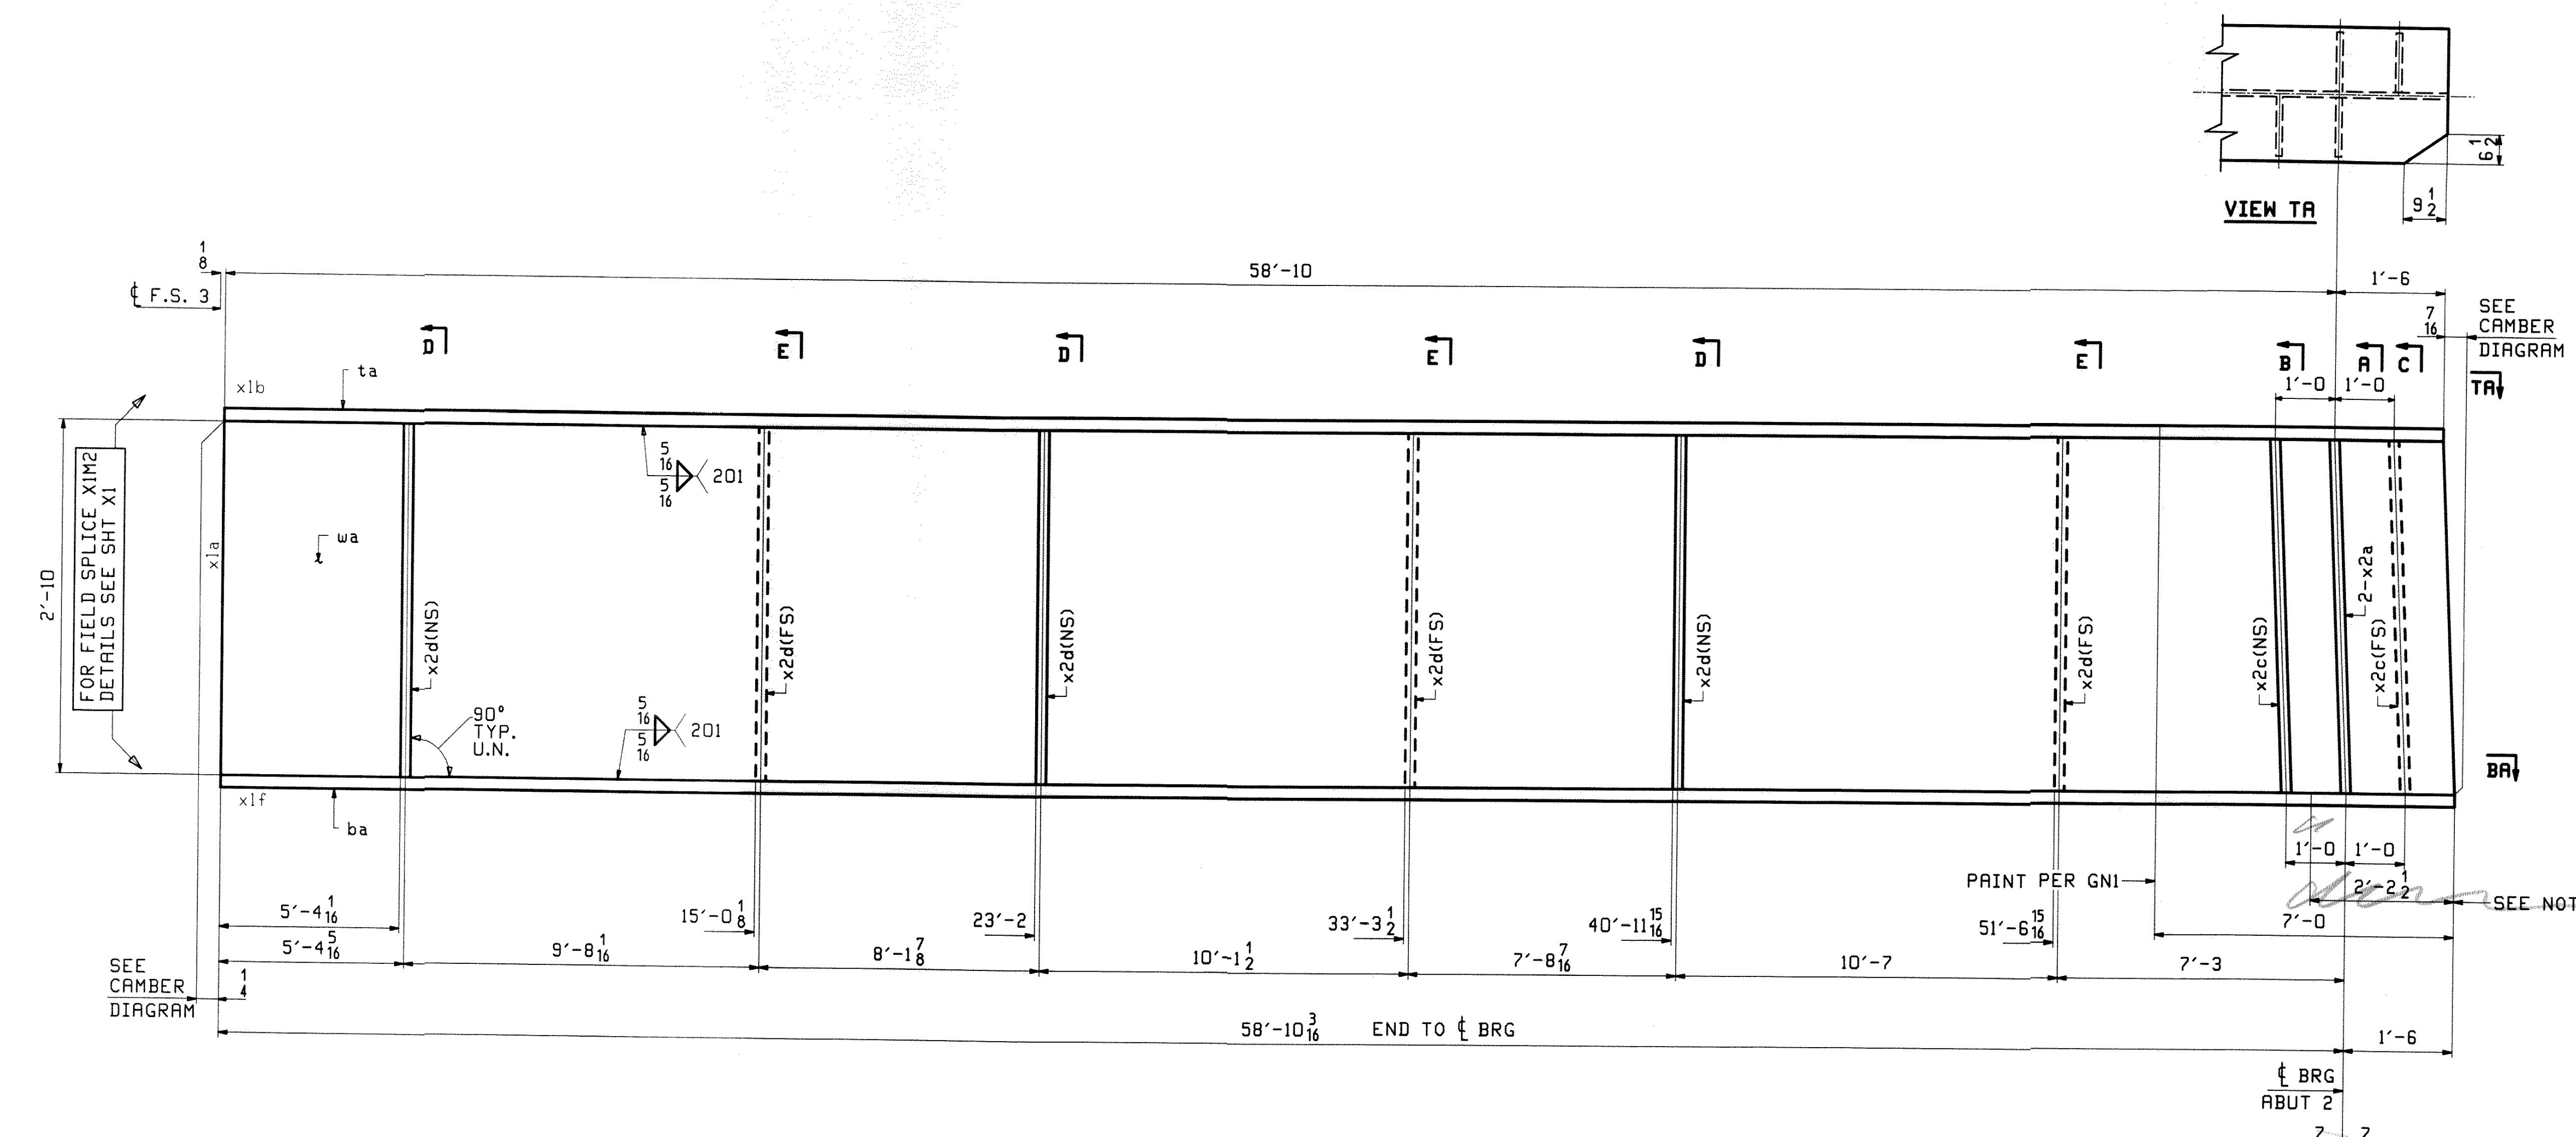 6 1/2
9 1/2
VIEW TA
1/8
℄ F.S. 3
58'-10
1'-6
7/16
SEE
CAMBER
DIAGRAM
D
E
D
E
D
E
B
A
C
1'-0
1'-0
TA
x1b
ta
FOR FIELD SPLICE X1M2
DETAILS SEE SHT X1
2'-10
x1a
wa
5/16
5/16
201
x2d(NS)
x2d(FS)
x2d(NS)
x2d(FS)
x2d(NS)
x2d(FS)
x2c(NS)
2-x2a
x2c(FS)
90°
TYP.
U.N.
5/16
5/16
201
BA
x1f
ba
1'-0
1'-0
PAINT PER GN1
2'-2 1/2
SEE NOT
7'-0
5'-4 1/16
15'-0 1/8
23'-2
33'-3 1/2
40'-11 15/16
51'-6 15/16
5'-4 5/16
9'-8 1/16
8'-1 7/8
10'-1 1/2
7'-8 7/16
10'-7
7'-3
SEE
CAMBER
DIAGRAM
1/4
58'-10 3/16 END TO ℄ BRG
1'-6
℄ BRG
ABUT 2